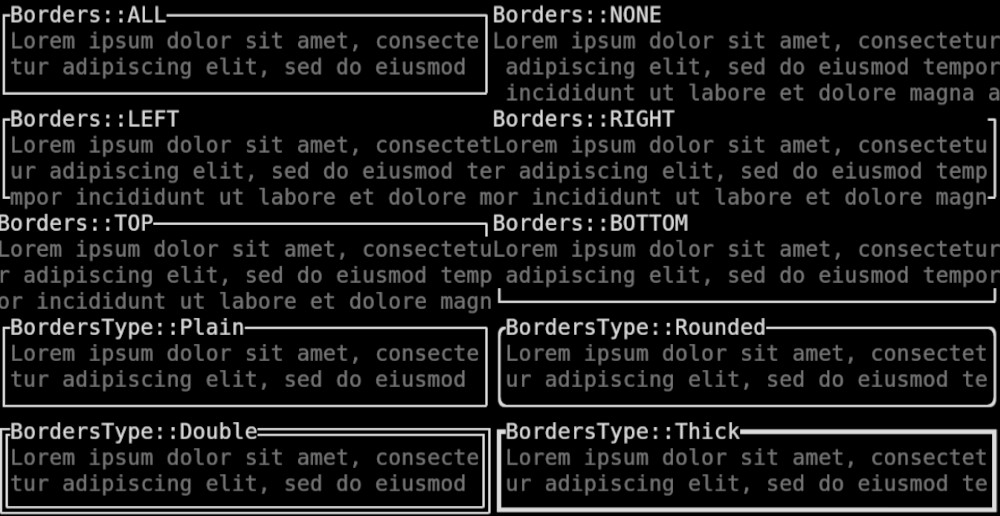 Borders::ALL
Lorem ipsum dolor sit amet, consecte
tur adipiscing elit, sed do eiusmod
Borders::NONE
Lorem ipsum dolor sit amet, consectetur
adipiscing elit, sed do eiusmod tempor
incididunt ut labore et dolore magna a
Borders::LEFT
Lorem ipsum dolor sit amet, consectet
ur adipiscing elit, sed do eiusmod te
mpor incididunt ut labore et dolore m
Borders::RIGHT
Lorem ipsum dolor sit amet, consectetu
r adipiscing elit, sed do eiusmod temp
or incididunt ut labore et dolore magn
Borders::TOP
Lorem ipsum dolor sit amet, consectetu
r adipiscing elit, sed do eiusmod temp
or incididunt ut labore et dolore magn
Borders::BOTTOM
Lorem ipsum dolor sit amet, consectetur
adipiscing elit, sed do eiusmod tempor
BordersType::Plain
Lorem ipsum dolor sit amet, consecte
tur adipiscing elit, sed do eiusmod
BordersType::Rounded
Lorem ipsum dolor sit amet, consectet
ur adipiscing elit, sed do eiusmod te
BordersType::Double
Lorem ipsum dolor sit amet, consecte
tur adipiscing elit, sed do eiusmod
BordersType::Thick
Lorem ipsum dolor sit amet, consectet
ur adipiscing elit, sed do eiusmod te